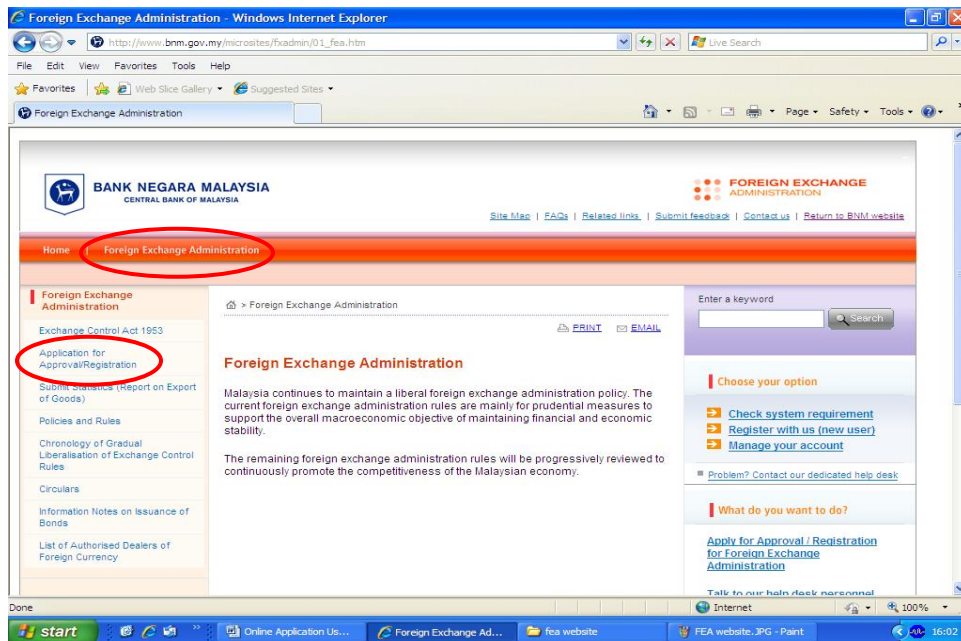 Foreign Exchange Administration - Windows Internet Explorer
http://www.bnm.gov.my/microsites/fxadmin/01_fea.htm
Live Search
File Edit View Favorites Tools Help
Favorites
Web Slice Gallery
Suggested Sites
Foreign Exchange Administration
Page
Safety
Tools
BANK NEGARA MALAYSIA
CENTRAL BANK OF MALAYSIA
FOREIGN EXCHANGE
ADMINISTRATION
Site Map | FAQs | Related links | Submit feedback | Contact us | Return to BNM website
Home | Foreign Exchange Administration
Foreign Exchange
Administration
Exchange Control Act 1953
Application for
Approval/Registration
Submit Statistics (Report on Export
of Goods)
Policies and Rules
Chronology of Gradual
Liberalisation of Exchange Control
Rules
Circulars
Information Notes on Issuance of
Bonds
List of Authorised Dealers of
Foreign Currency
> Foreign Exchange Administration
PRINT
EMAIL
Foreign Exchange Administration
Malaysia continues to maintain a liberal foreign exchange administration policy. The
current foreign exchange administration rules are mainly for prudential measures to
support the overall macroeconomic objective of maintaining financial and economic
stability.
The remaining foreign exchange administration rules will be progressively reviewed to
continuously promote the competitiveness of the Malaysian economy.
Enter a keyword
Search
Choose your option
Check system requirement
Register with us (new user)
Manage your account
Problem? Contact our dedicated help desk
What do you want to do?
Apply for Approval / Registration
for Foreign Exchange
Administration
Talk to our help desk personnel
Done
Internet
100%
start
Online Application Us...
Foreign Exchange Ad...
fea website
FEA website.JPG - Paint
16:02